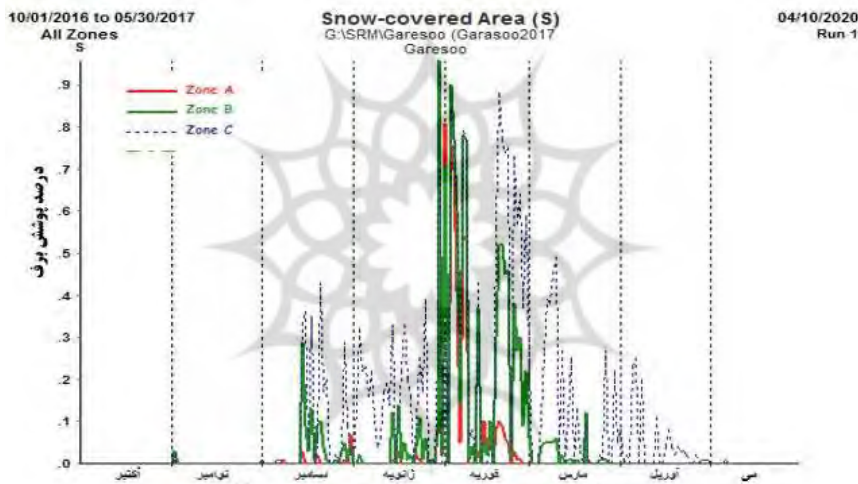 10/01/2016 to 05/30/2017
All Zones
S
Snow-covered Area (S)
G:\SRM\Garesoo (Garasoo2017
Garesoo
04/10/2020
Run 1
Zone A
Zone B
Zone C
درصد پوشش برف
.9
.8
.7
.6
.5
.4
.3
.2
.1
.0
اکتبر
نوامبر
دسامبر
ژانویه
فوریه
مارس
آوریل
می